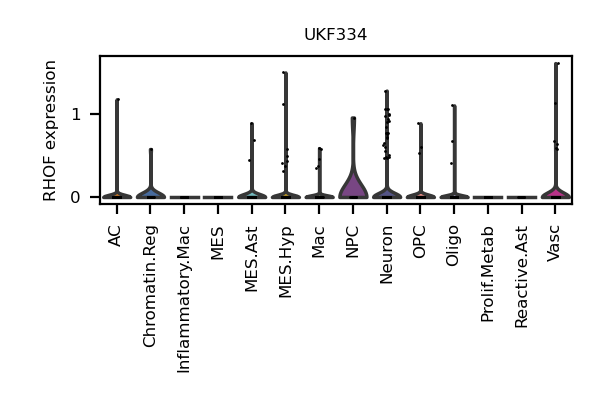 UKF334
RHOF expression
1
0
AC
Chromatin.Reg
Inflammatory.Mac
MES
MES.Ast
MES.Hyp
Mac
NPC
Neuron
OPC
Oligo
Prolif.Metab
Reactive.Ast
Vasc